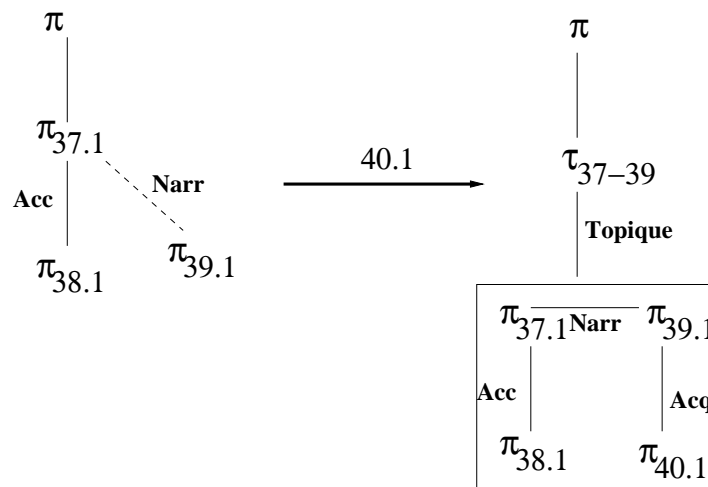 π π
π37.1 40.1 τ37–39
Acc Narr
Topique
π38.1 π39.1
π37.1 Narr π39.1
Acc Acq
π38.1 π40.1